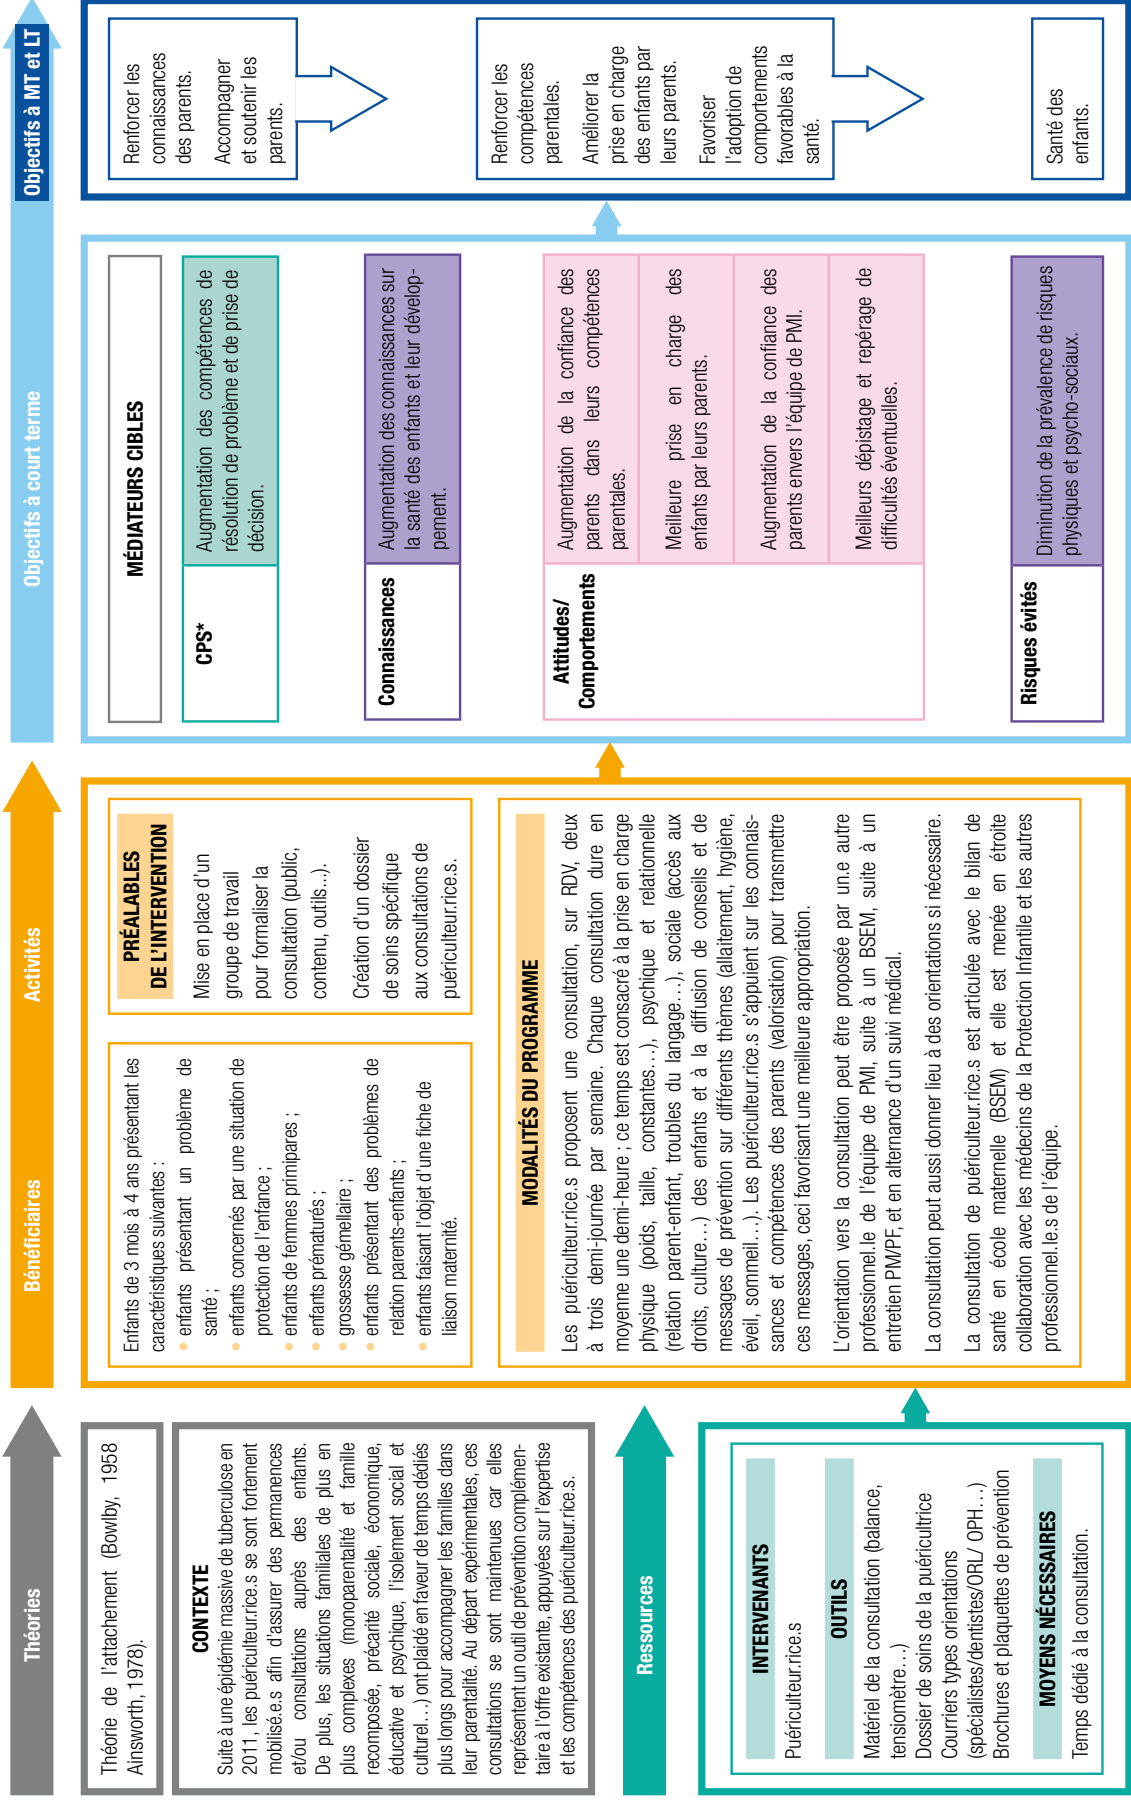 Théories
Théorie de l'attachement (Bowlby, 1958
Ainsworth, 1978).
CONTEXTE
Suite à une épidémie massive de tuberculose en
2011, les puériculteur.rice.s se sont fortement
mobilisé.e.s afin d'assurer des permanences
et/ou consultations auprès des enfants.
De plus, les situations familiales de plus en
plus complexes (monoparentalité et famille
recomposée, précarité sociale, économique,
éducative et psychique, l'isolement social et
culturel…) ont plaidé en faveur de temps dédiés
plus longs pour accompagner les familles dans
leur parentalité. Au départ expérimentales, ces
consultations se sont maintenues car elles
représentent un outil de prévention complémen-
taire à l'offre existante, appuyées sur l'expertise
et les compétences des puériculteur.rice.s.
Ressources
INTERVENANTS
Puériculteur.rice.s
OUTILS
Matériel de la consultation (balance,
tensiomètre…)
Dossier de soins de la puéricultrice
Courriers types orientations
(spécialistes/dentistes/ORL/ OPH…)
Brochures et plaquettes de prévention
MOYENS NÉCESSAIRES
Temps dédié à la consultation.
Bénéficiaires
Activités
Enfants de 3 mois à 4 ans présentant les
caractéristiques suivantes :
• enfants présentant un problème de
santé ;
• enfants concernés par une situation de
protection de l'enfance ;
• enfants de femmes primipares ;
• enfants prématurés ;
• grossesse gémellaire ;
• enfants présentant des problèmes de
relation parents-enfants ;
• enfants faisant l'objet d'une fiche de
liaison maternité.
PRÉALABLES
DE L'INTERVENTION
Mise en place d'un
groupe de travail
pour formaliser la
consultation (public,
contenu, outils...).
Création d'un dossier
de soins spécifique
aux consultations de
puériculteur.rice.s.
MODALITÉS DU PROGRAMME
Les puériculteur.rice.s proposent une consultation, sur RDV, deux
à trois demi-journée par semaine. Chaque consultation dure en
moyenne une demi-heure ; ce temps est consacré à la prise en charge
physique (poids, taille, constantes…), psychique et relationnelle
(relation parent-enfant, troubles du langage…), sociale (accès aux
droits, culture…) des enfants et à la diffusion de conseils et de
messages de prévention sur différents thèmes (allaitement, hygiène,
éveil, sommeil…). Les puériculteur.rice.s s'appuient sur les connais-
sances et compétences des parents (valorisation) pour transmettre
ces messages, ceci favorisant une meilleure appropriation.
L'orientation vers la consultation peut être proposée par un.e autre
professionnel.le de l'équipe de PMI, suite à un BSEM, suite à un
entretien PM/PF, et en alternance d'un suivi médical.
La consultation peut aussi donner lieu à des orientations si nécessaire.
La consultation de puériculteur.rice.s est articulée avec le bilan de
santé en école maternelle (BSEM) et elle est menée en étroite
collaboration avec les médecins de la Protection Infantile et les autres
professionnel.le.s de l'équipe.
Objectifs à court terme
MÉDIATEURS CIBLES
CPS*
Augmentation des compétences de
résolution de problème et de prise de
décision.
Connaissances
Augmentation des connaissances sur
la santé des enfants et leur dévelop-
pement.
Attitudes/
Comportements
Augmentation de la confiance des
parents dans leurs compétences
parentales.
Meilleure prise en charge des
enfants par leurs parents.
Augmentation de la confiance des
parents envers l'équipe de PMI.
Meilleurs dépistage et repérage de
difficultés éventuelles.
Risques évités
Diminution de la prévalence de risques
physiques et psycho-sociaux.
Objectifs à MT et LT
Renforcer les
connaissances
des parents.
Accompagner
et soutenir les
parents.
Renforcer les
compétences
parentales.
Améliorer la
prise en charge
des enfants par
leurs parents.
Favoriser
l'adoption de
comportements
favorables à la
santé.
Santé des
enfants.